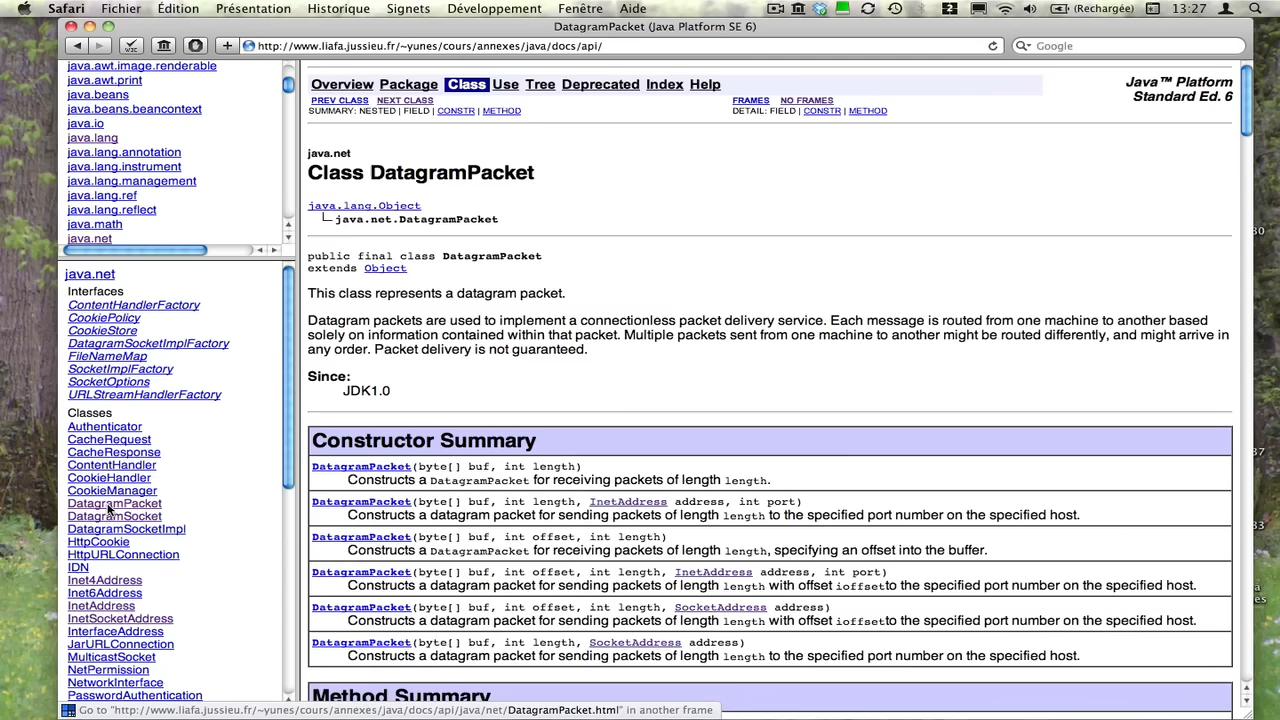 Safari Fichier Édition Présentation Historique Signets Développement Fenêtre Aide (Rechargée) 13:27
DatagramPacket (Java Platform SE 6)
http://www.liafa.jussieu.fr/~yunes/cours/annexes/java/docs/api/
Google
java.awt.image.renderable
java.awt.print
java.beans
java.beans.beancontext
java.io
java.lang
java.lang.annotation
java.lang.instrument
java.lang.management
java.lang.ref
java.lang.reflect
java.math
java.net
java.net
Interfaces
ContentHandlerFactory
CookiePolicy
CookieStore
DatagramSocketImplFactory
FileNameMap
SocketImplFactory
SocketOptions
URLStreamHandlerFactory
Classes
Authenticator
CacheRequest
CacheResponse
ContentHandler
CookieHandler
CookieManager
DatagramPacket
DatagramSocket
DatagramSocketImpl
HttpCookie
HttpURLConnection
IDN
Inet4Address
Inet6Address
InetAddress
InetSocketAddress
InterfaceAddress
JarURLConnection
MulticastSocket
NetPermission
NetworkInterface
PasswordAuthentication
Overview Package Class Use Tree Deprecated Index Help
Java™ Platform
Standard Ed. 6
PREV CLASS NEXT CLASS FRAMES NO FRAMES
SUMMARY: NESTED | FIELD | CONSTR | METHOD DETAIL: FIELD | CONSTR | METHOD
java.net
Class DatagramPacket
java.lang.Object
java.net.DatagramPacket
public final class DatagramPacket
extends Object
This class represents a datagram packet.
Datagram packets are used to implement a connectionless packet delivery service. Each message is routed from one machine to another based
solely on information contained within that packet. Multiple packets sent from one machine to another might be routed differently, and might arrive in
any order. Packet delivery is not guaranteed.
Since:
JDK1.0
Constructor Summary
DatagramPacket(byte[] buf, int length)
Constructs a DatagramPacket for receiving packets of length length.
DatagramPacket(byte[] buf, int length, InetAddress address, int port)
Constructs a datagram packet for sending packets of length length to the specified port number on the specified host.
DatagramPacket(byte[] buf, int offset, int length)
Constructs a DatagramPacket for receiving packets of length length, specifying an offset into the buffer.
DatagramPacket(byte[] buf, int offset, int length, InetAddress address, int port)
Constructs a datagram packet for sending packets of length length with offset ioffsetto the specified port number on the specified host.
DatagramPacket(byte[] buf, int offset, int length, SocketAddress address)
Constructs a datagram packet for sending packets of length length with offset ioffsetto the specified port number on the specified host.
DatagramPacket(byte[] buf, int length, SocketAddress address)
Constructs a datagram packet for sending packets of length length to the specified port number on the specified host.
Method Summary
Go to "http://www.liafa.jussieu.fr/~yunes/cours/annexes/java/docs/api/java/net/DatagramPacket.html" in another frame